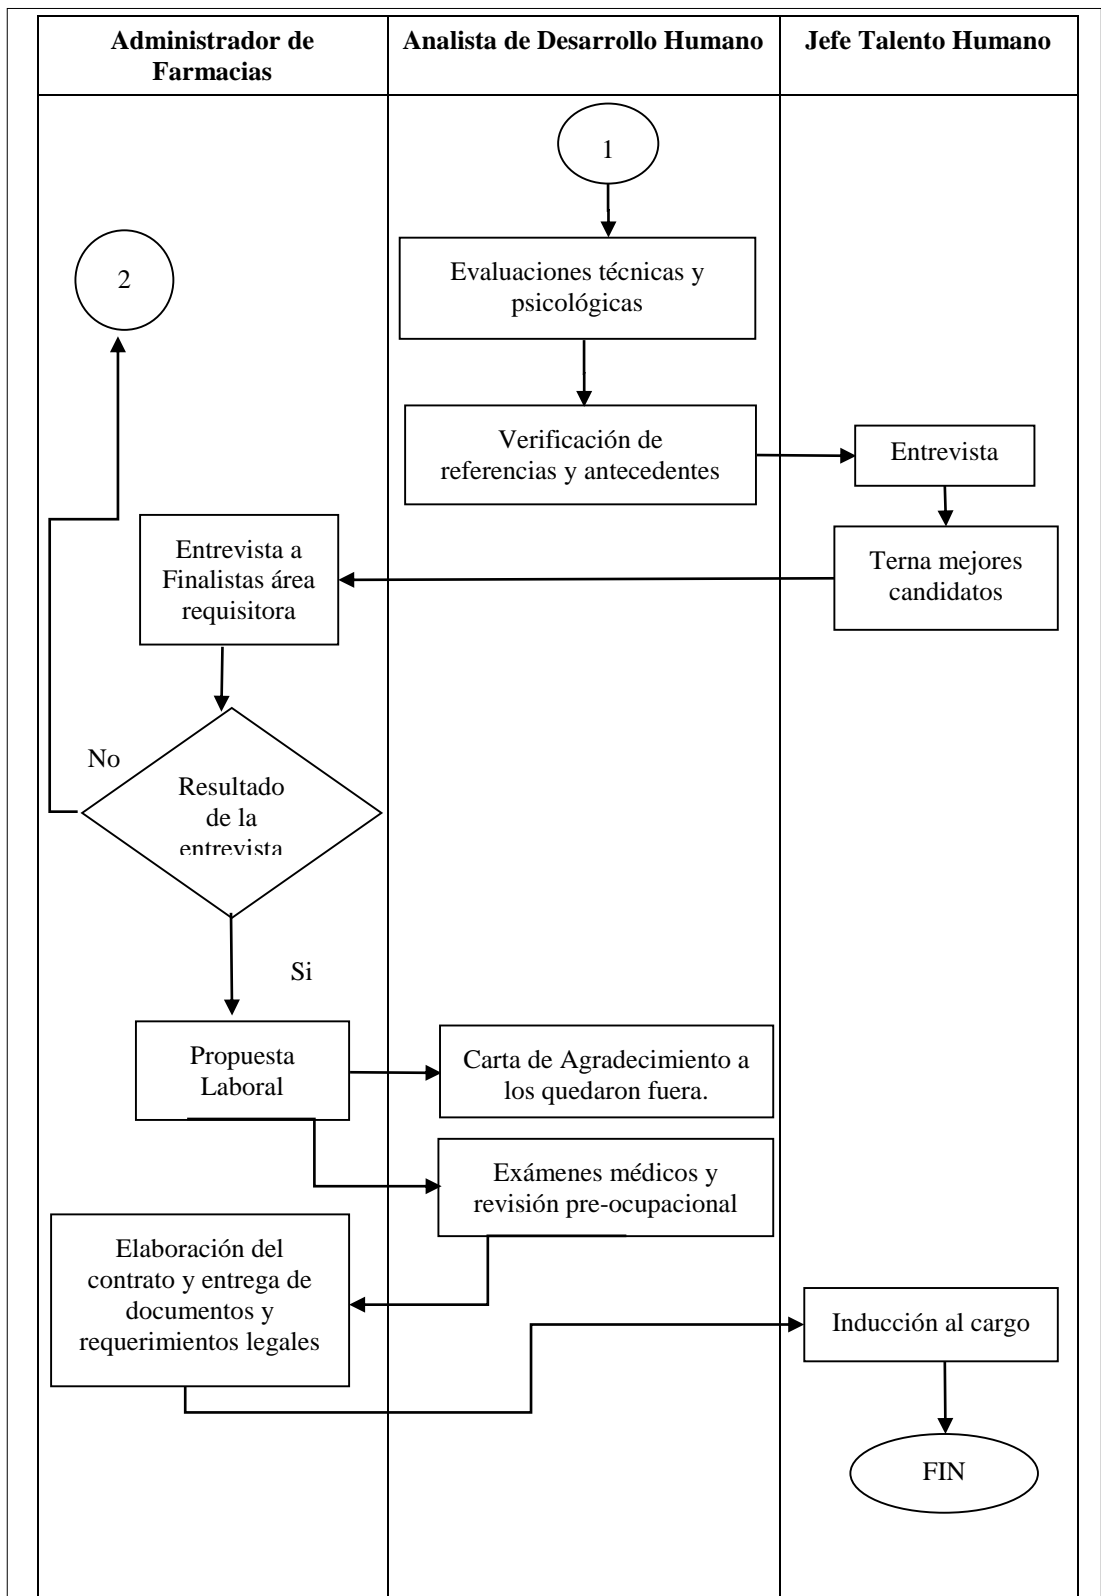 Administrador de
Farmacias
Analista de Desarrollo Humano
Jefe Talento Humano
1
2
Evaluaciones técnicas y
psicológicas
Verificación de
referencias y antecedentes
Entrevista
Terna mejores
candidatos
Entrevista a
Finalistas área
requisitora
No
Resultado
de la
entrevista
Si
Propuesta
Laboral
Carta de Agradecimiento a
los quedaron fuera.
Exámenes médicos y
revisión pre-ocupacional
Elaboración del
contrato y entrega de
documentos y
requerimientos legales
Inducción al cargo
FIN